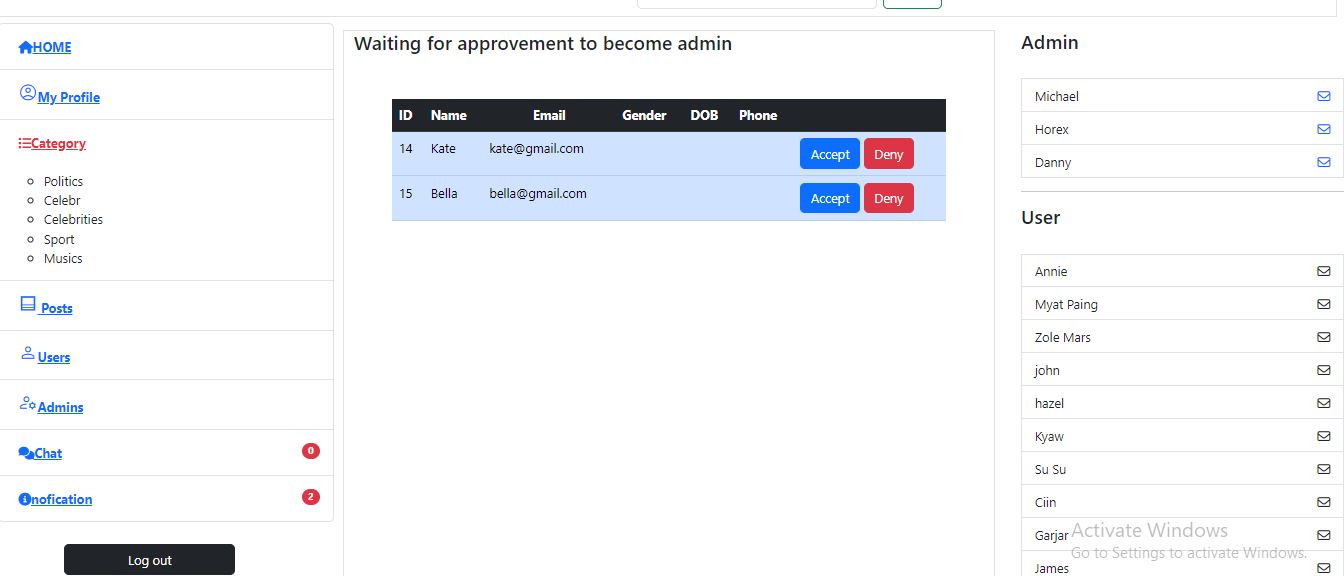 HOME
My Profile
Category
Politics
Celebr
Celebrities
Sport
Musics
Posts
Users
Admins
Chat 0
nofication 2
Log out
Waiting for approvement to become admin
ID Name Email Gender DOB Phone
14 Kate kate@gmail.com Accept Deny
15 Bella bella@gmail.com Accept Deny
Admin
Michael
Horex
Danny
User
Annie
Myat Paing
Zole Mars
john
hazel
Kyaw
Su Su
Ciin
Garjar
James
Activate Windows
Go to Settings to activate Windows.